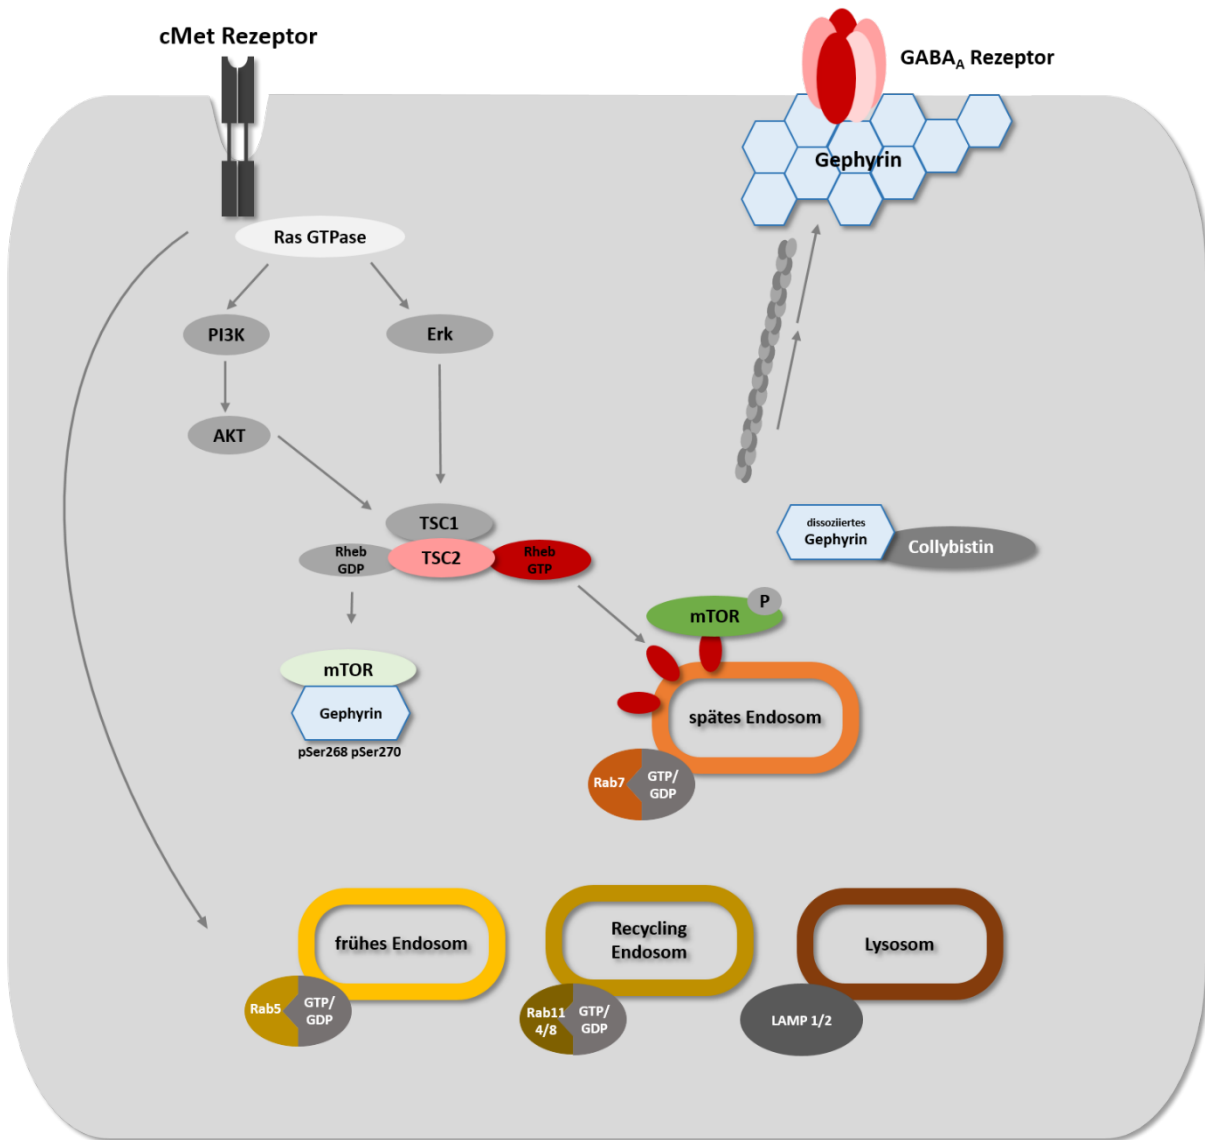 cMet Rezeptor
GABA_A Rezeptor
Gephyrin
Ras GTPase
PI3K
Erk
AKT
TSC1
TSC2
Rheb
GDP
Rheb
GTP
dissoziiertes
Gephyrin
Collybistin
mTOR
P
mTOR
Gephyrin
pSer268 pSer270
spätes Endosom
Rab7
GTP/
GDP
frühes Endosom
Rab5
GTP/
GDP
Recycling
Endosom
Rab11
4/8
GTP/
GDP
Lysosom
LAMP 1/2